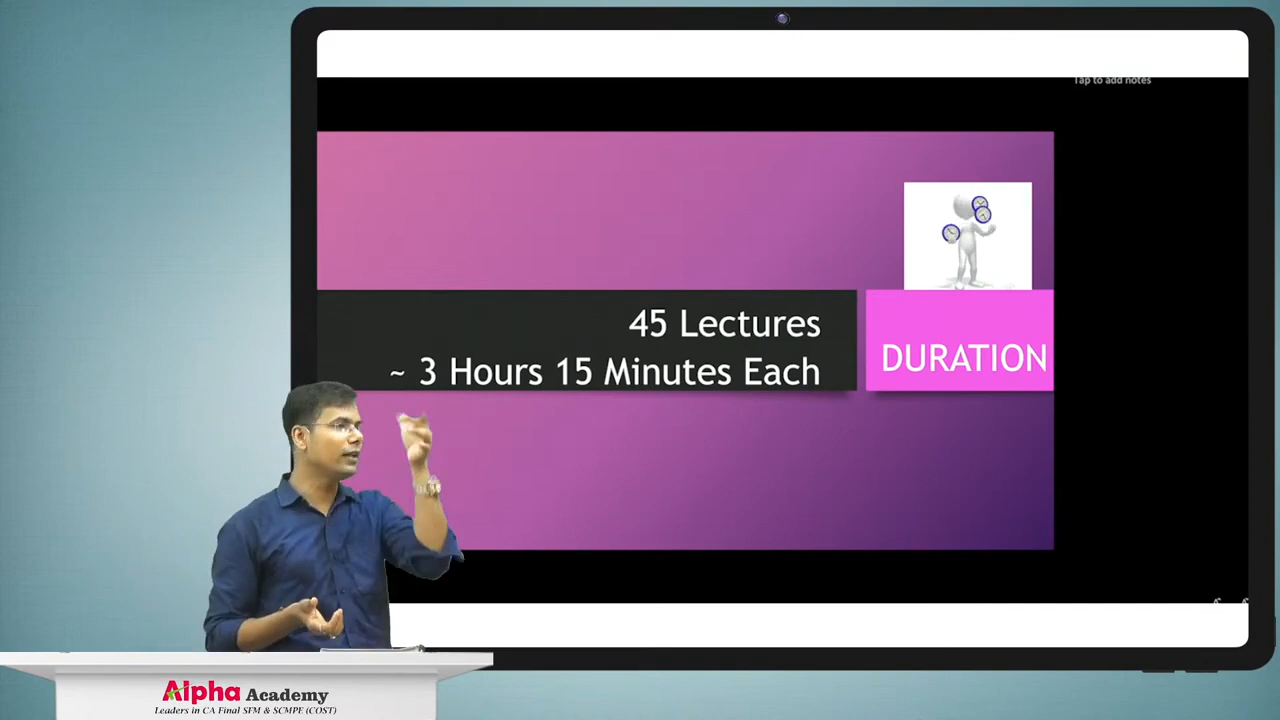 Tap to add notes
45 Lectures
~ 3 Hours 15 Minutes Each
DURATION
Alpha Academy
Leaders in CA Final SFM & SCMPE (COST)